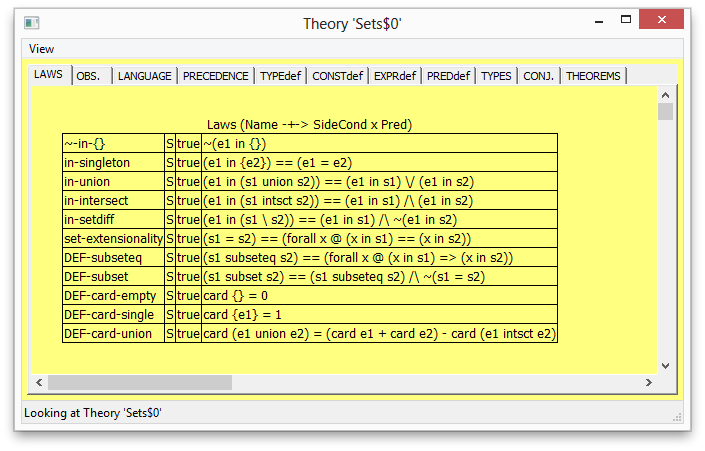 Theory 'Sets$0'
View
LAWS OBS. LANGUAGE PRECEDENCE TYPEdef CONSTdef EXPRdef PREDdef TYPES CONJ. THEOREMS
Laws (Name -+-> SideCond x Pred)
~-in-{} S true ~(e1 in {})
in-singleton S true (e1 in {e2}) == (e1 = e2)
in-union S true (e1 in (s1 union s2)) == (e1 in s1) \/ (e1 in s2)
in-intersect S true (e1 in (s1 intsct s2)) == (e1 in s1) /\ (e1 in s2)
in-setdiff S true (e1 in (s1 \ s2)) == (e1 in s1) /\ ~(e1 in s2)
set-extensionality S true (s1 = s2) == (forall x @ (x in s1) == (x in s2))
DEF-subseteq S true (s1 subseteq s2) == (forall x @ (x in s1) => (x in s2))
DEF-subset S true (s1 subset s2) == (s1 subseteq s2) /\ ~(s1 = s2)
DEF-card-empty S true card {} = 0
DEF-card-single S true card {e1} = 1
DEF-card-union S true card (e1 union e2) = (card e1 + card e2) - card (e1 intsct e2)
Looking at Theory 'Sets$0'